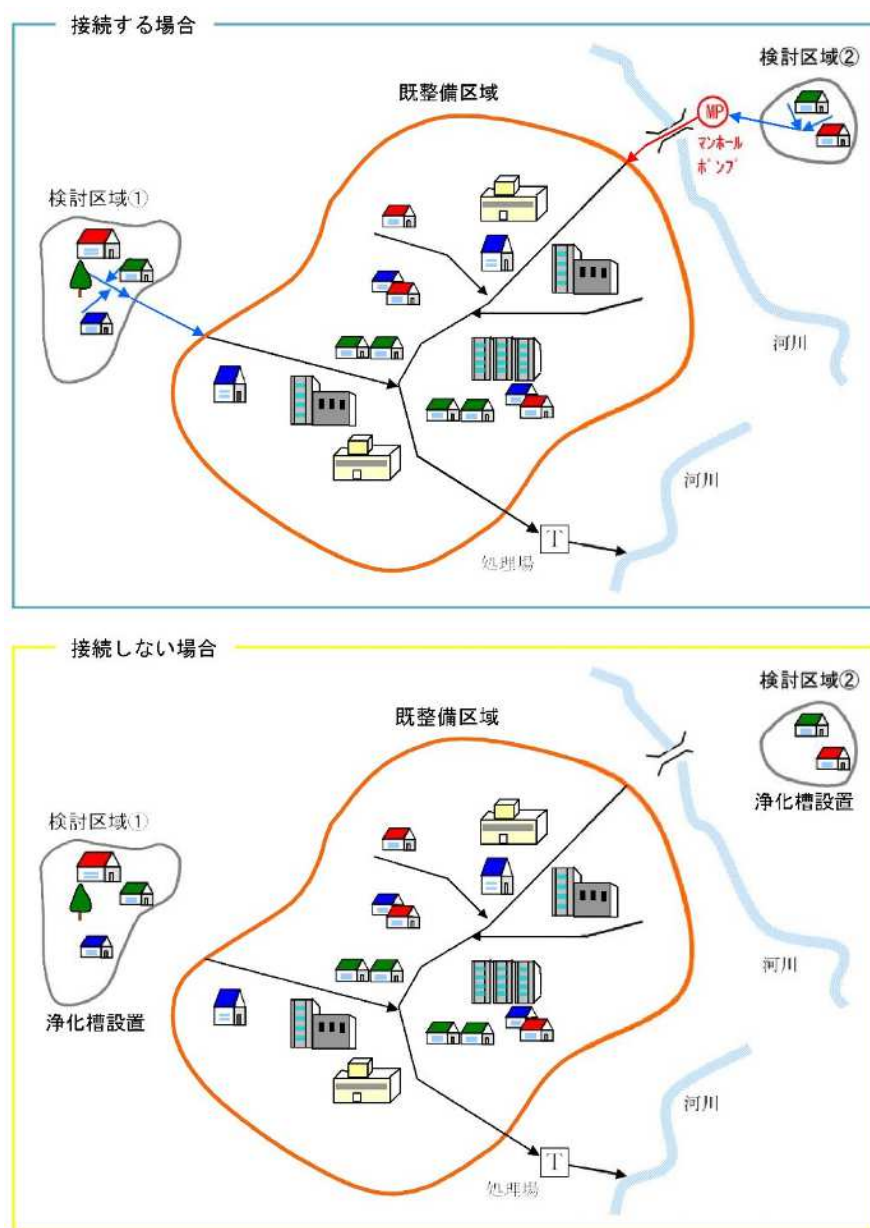 接続する場合
検討区域②
既整備区域
MP
マンホール
ポンプ
検討区域①
河川
河川
T
処理場
接続しない場合
検討区域②
既整備区域
浄化槽設置
検討区域①
河川
浄化槽設置
河川
T
処理場